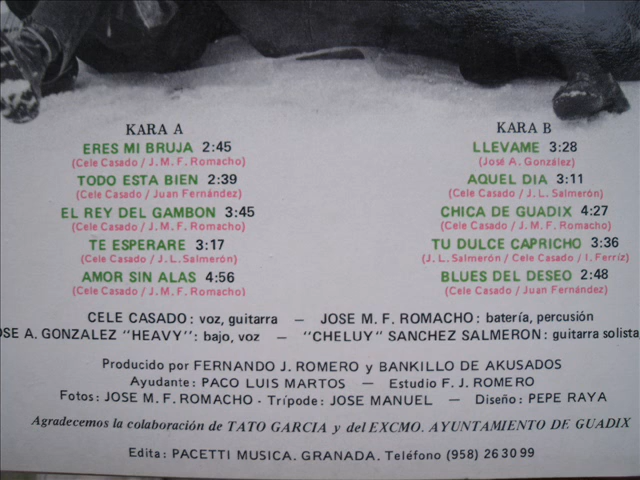 KARA A
ERES MI BRUJA 2:45
(Cele Casado / J. M. F. Romacho)
TODO ESTA BIEN 2:39
(Cele Casado / Juan Fernández)
EL REY DEL GAMBON 3:45
(Cele Casado / J. M. F. Romacho)
TE ESPERARE 3:17
(Cele Casado / J. L. Salmerón)
AMOR SIN ALAS 4:56
(Cele Casado / J. M. F. Romacho)
KARA B
LLEVAME 3:28
(José A. González)
AQUEL DIA 3:11
(Cele Casado / J. L. Salmerón)
CHICA DE GUADIX 4:27
(Cele Casado / J. M. F. Romacho)
TU DULCE CAPRICHO 3:36
(J. L. Salmerón / Cele Casado / I. Ferríz)
BLUES DEL DESEO 2:48
(Cele Casado / Juan Fernández)
CELE CASADO: voz, guitarra — JOSE M. F. ROMACHO: batería, percusión
OSE A. GONZALEZ "HEAVY": bajo, voz — "CHELUY" SANCHEZ SALMERON: guitarra solista
Producido por FERNANDO J. ROMERO y BANKILLO DE AKUSADOS
Ayudante: PACO LUIS MARTOS — Estudio F. J. ROMERO
Fotos: JOSE M. F. ROMACHO - Trípode: JOSE MANUEL — Diseño: PEPE RAYA
Agradecemos la colaboración de TATO GARCIA y del EXCMO. AYUNTAMIENTO DE GUADIX
Edita: PACETTI MUSICA. GRANADA. Teléfono (958) 26 30 99